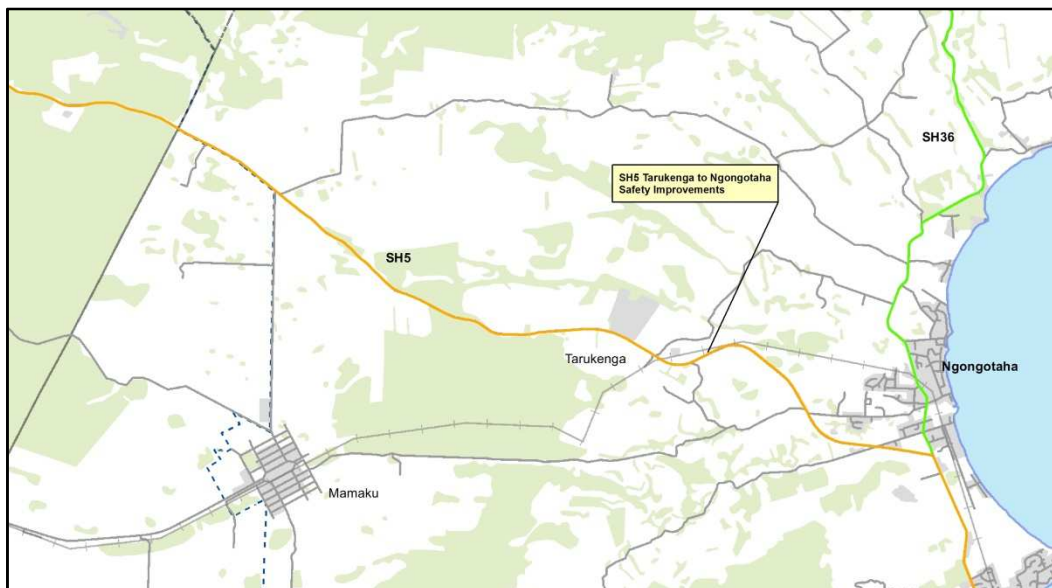 SH36
SH5 Tarukenga to Ngongotaha
Safety Improvements
SH5
Tarukenga
Ngongotaha
Mamaku